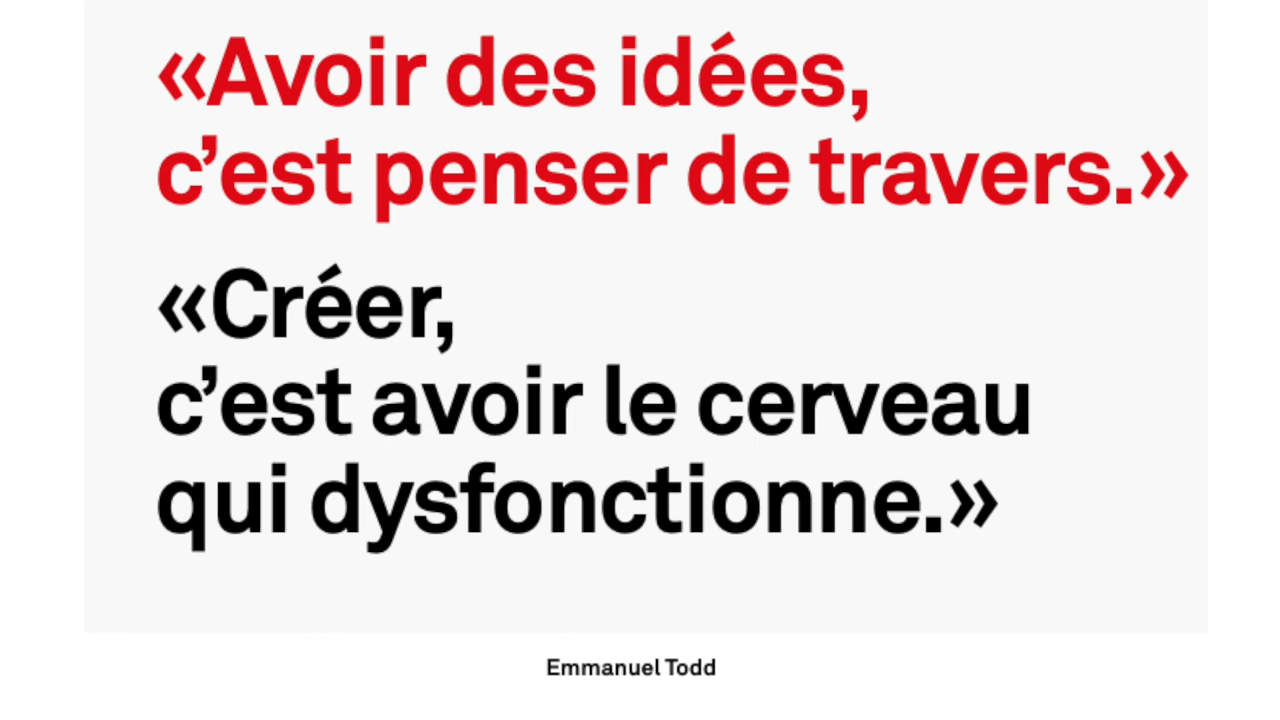 «Avoir des idées,
c’est penser de travers.»
«Créer,
c’est avoir le cerveau
qui dysfonctionne.»
Emmanuel Todd